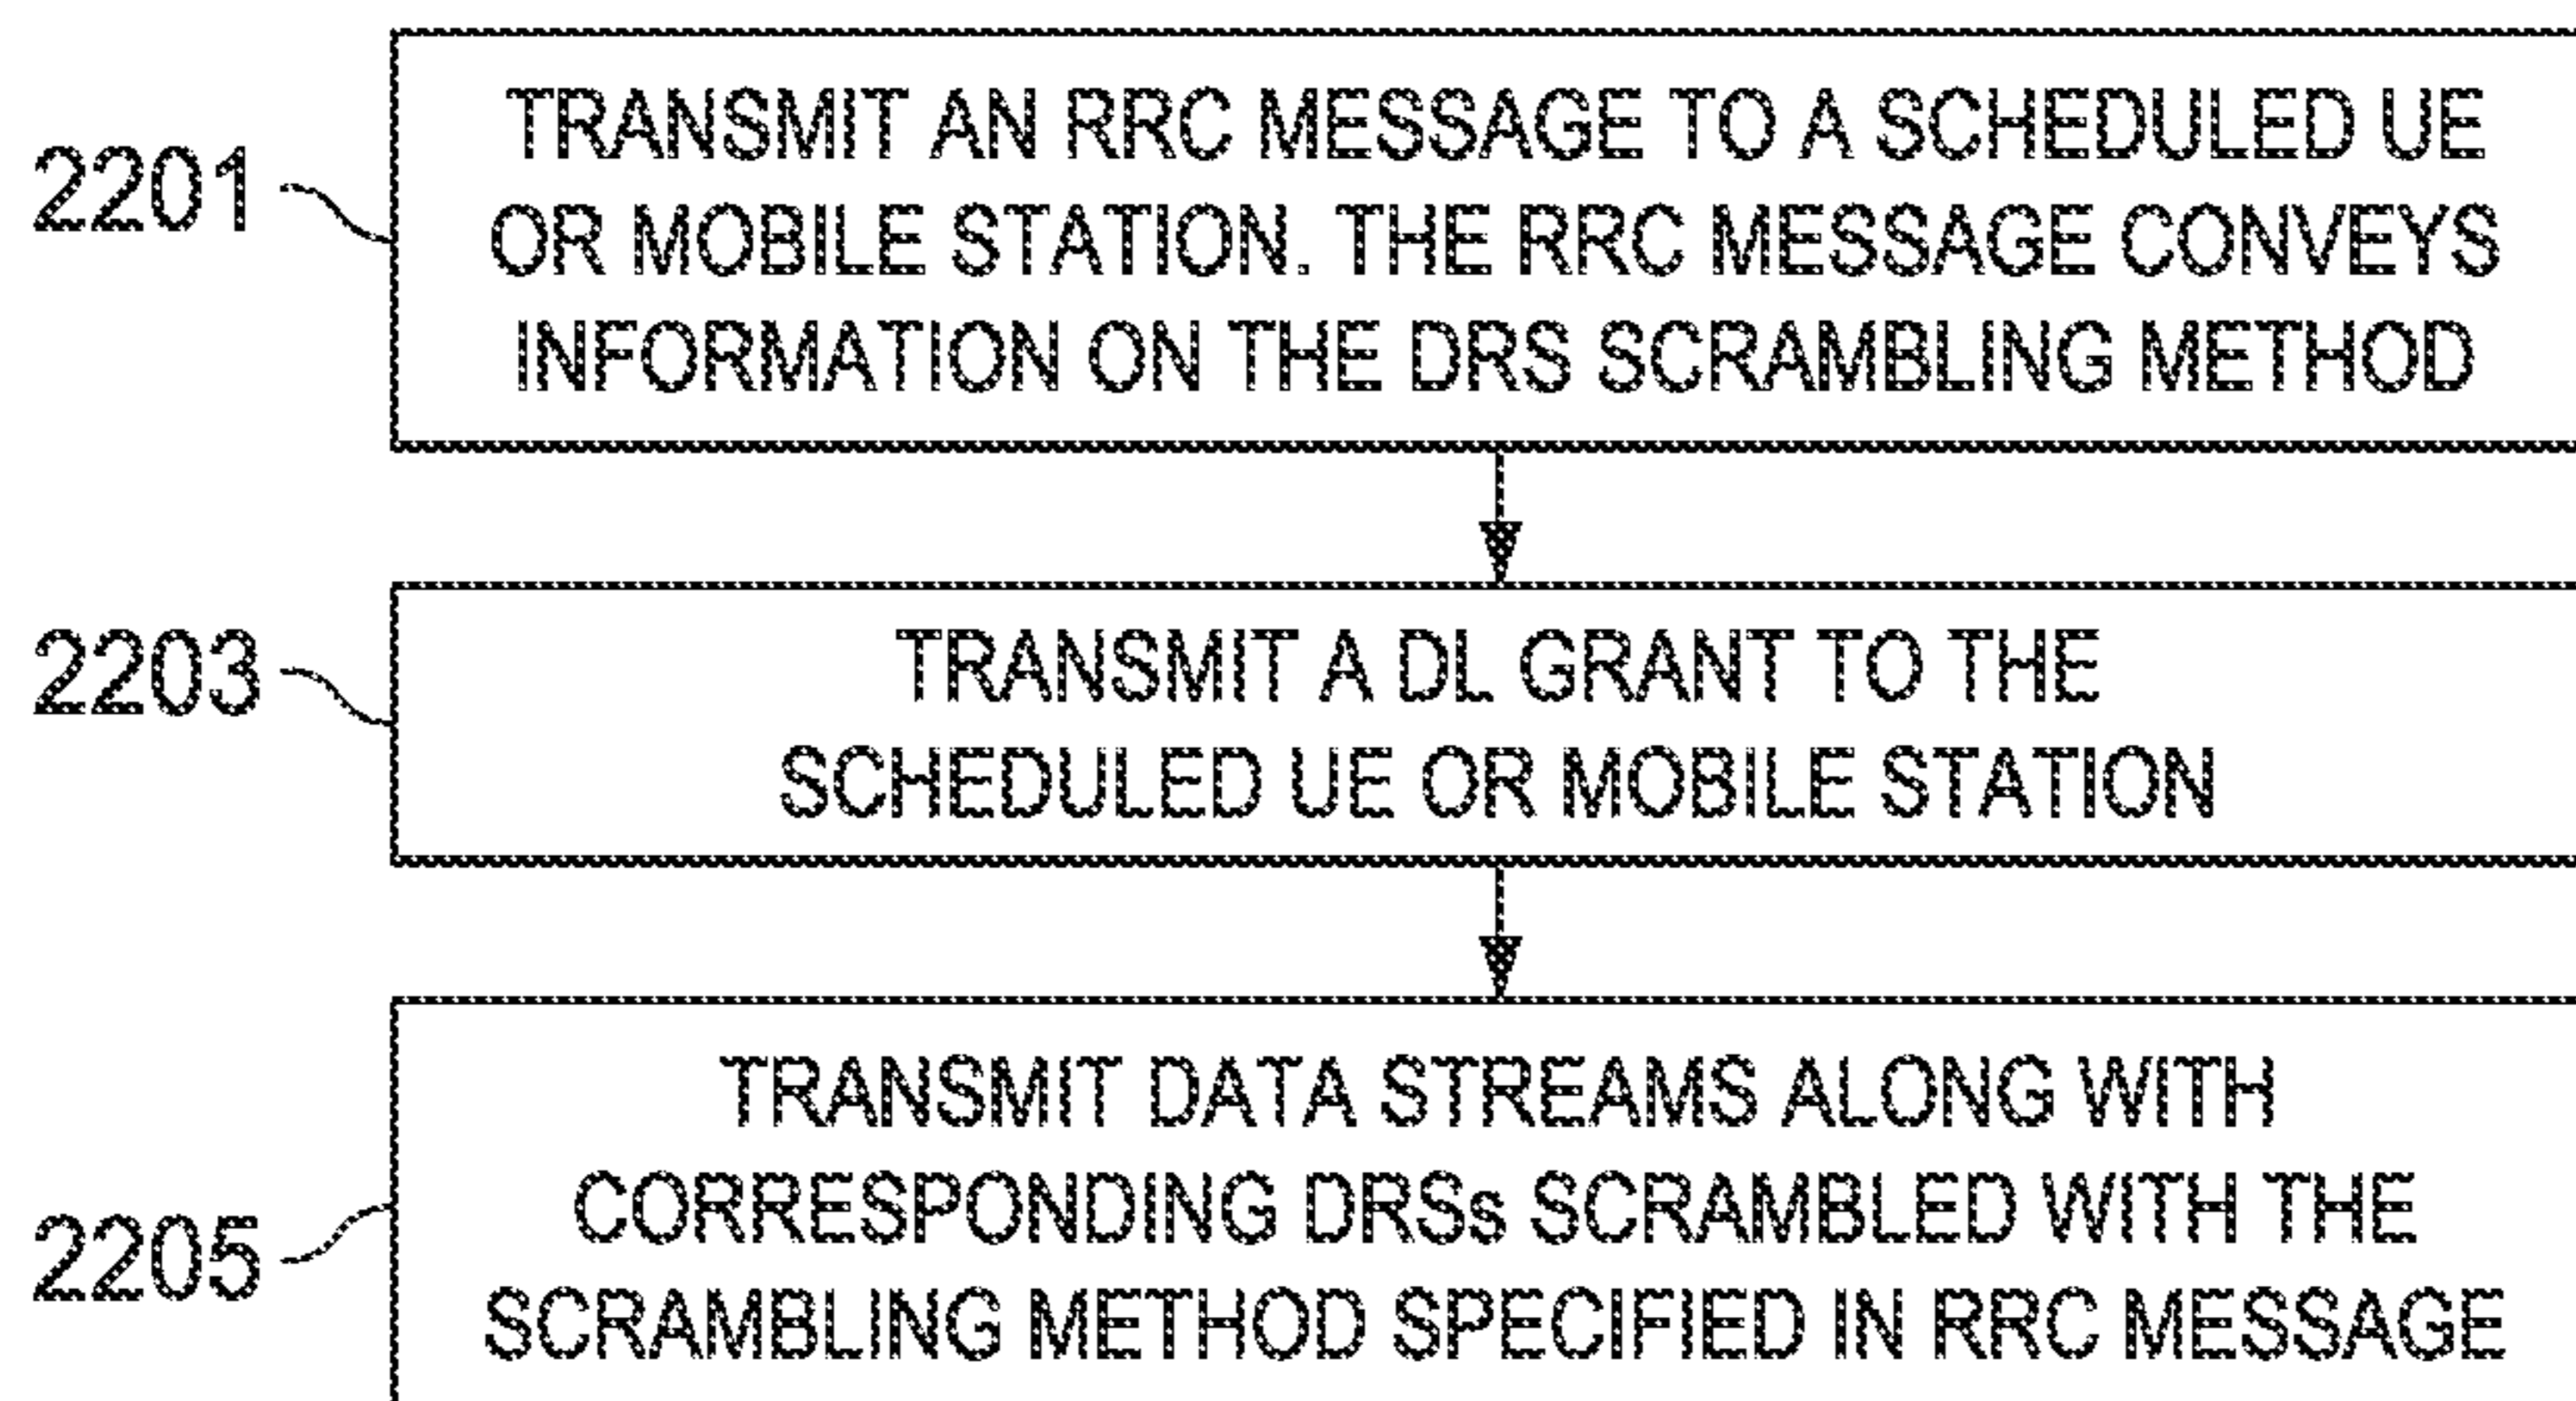 2201
TRANSMIT AN RRC MESSAGE TO A SCHEDULED UE
OR MOBILE STATION. THE RRC MESSAGE CONVEYS
INFORMATION ON THE DRS SCRAMBLING METHOD
2203
TRANSMIT A DL GRANT TO THE
SCHEDULED UE OR MOBILE STATION
2205
TRANSMIT DATA STREAMS ALONG WITH
CORRESPONDING DRSs SCRAMBLED WITH THE
SCRAMBLING METHOD SPECIFIED IN RRC MESSAGE